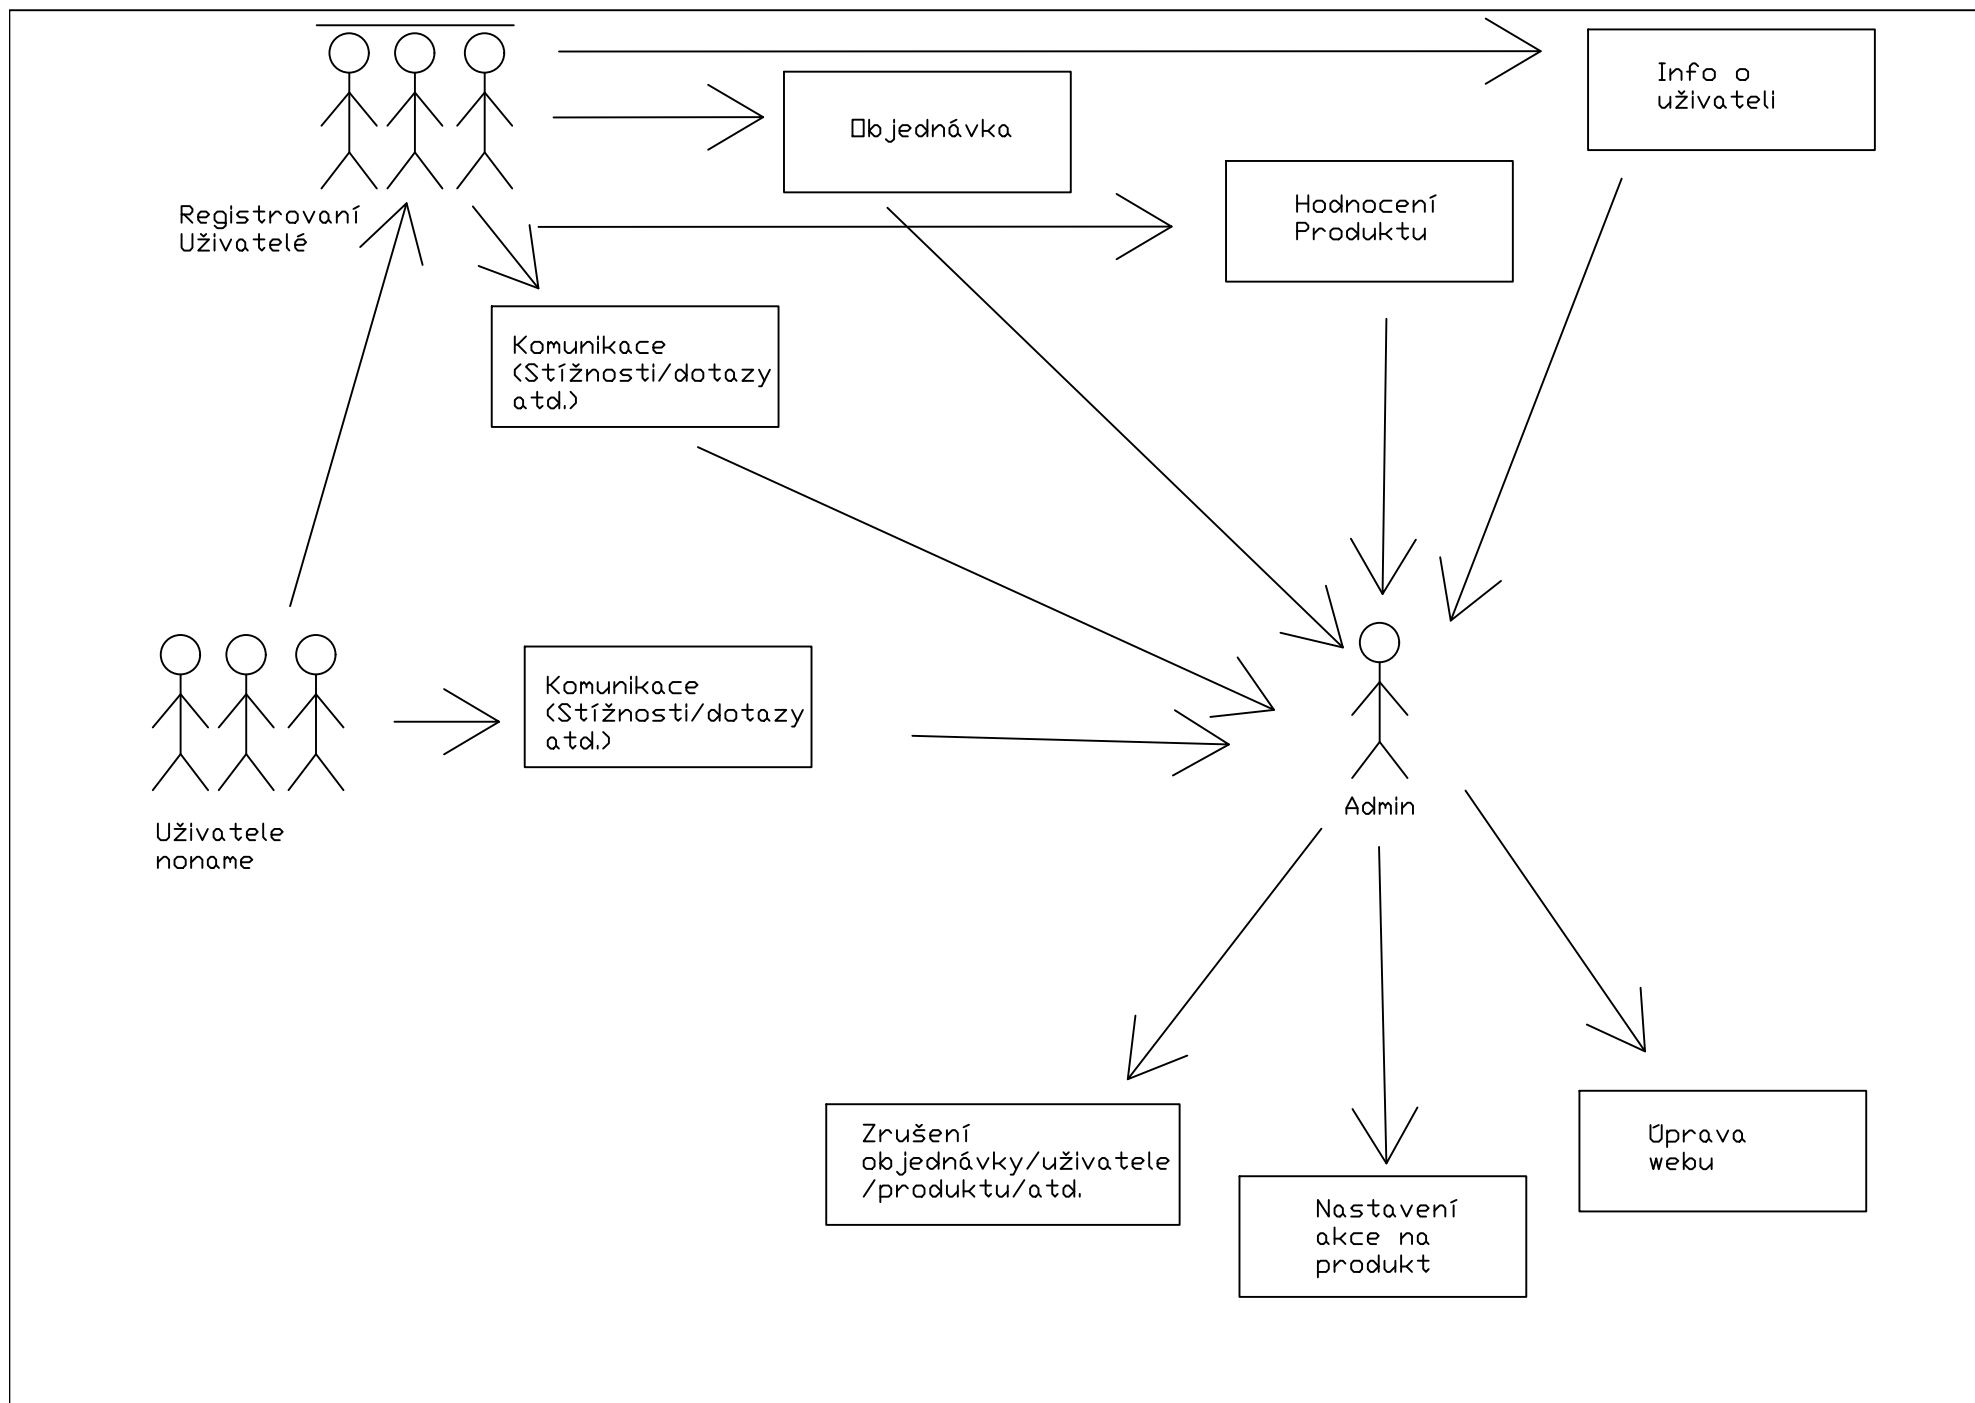 Info o
uživateli
Objednávka
Hodnocení
Produktu
Registrovaní
Uživatelé
Komunikace
(Stížnosti/dotazy
atd.)
Komunikace
(Stížnosti/dotazy
atd.)
Admin
Uživatele
noname
Zrušení
objednávky/uživatele
/produktu/atd.
Úprava
webu
Nastavení
akce na
produkt